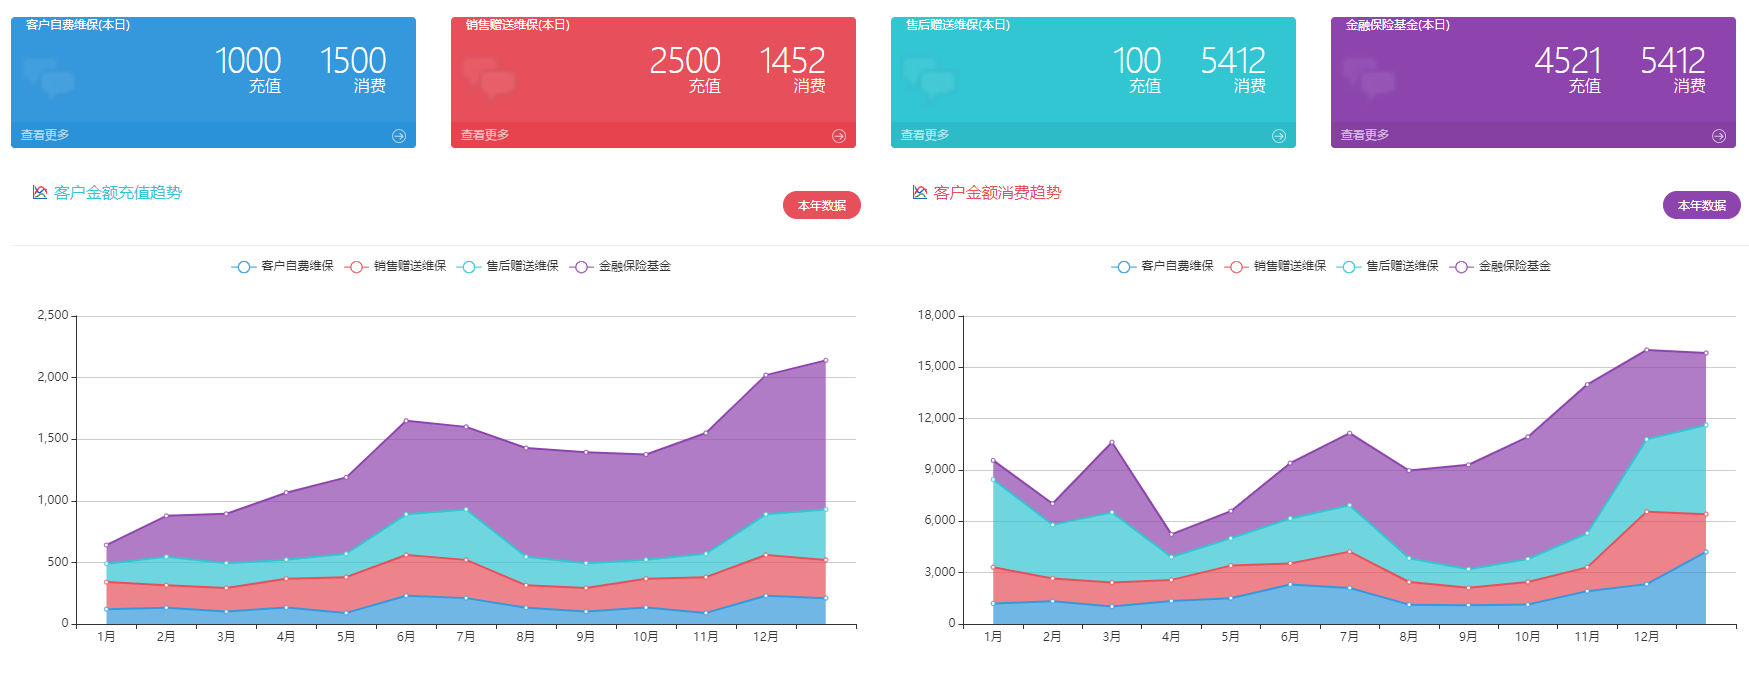 客户自费维保(本日)
1000 1500
充值 消费
查看更多
销售赠送维保(本日)
2500 1452
充值 消费
查看更多
售后赠送维保(本日)
100 5412
充值 消费
查看更多
金融保险基金(本日)
4521 5412
充值 消费
查看更多
客户金额充值趋势
本年数据
客户自费维保 销售赠送维保 售后赠送维保 金融保险基金
2,500
2,000
1,500
1,000
500
0
1月 2月 3月 4月 5月 6月 7月 8月 9月 10月 11月 12月
客户金额消费趋势
本年数据
客户自费维保 销售赠送维保 售后赠送维保 金融保险基金
18,000
15,000
12,000
9,000
6,000
3,000
0
1月 2月 3月 4月 5月 6月 7月 8月 9月 10月 11月 12月